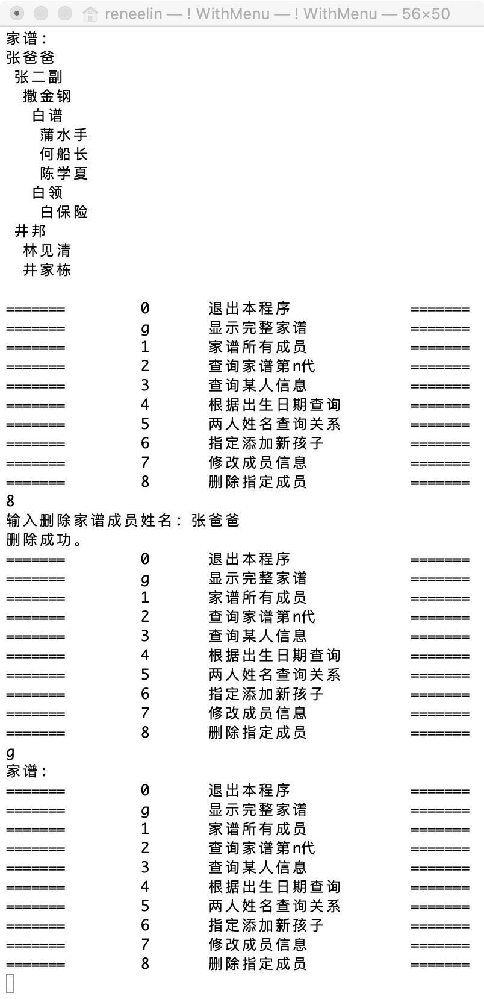 reneelin — ! WithMenu — ! WithMenu — 56×50
家谱：
张爸爸
张二副
撒金钢
白谱
蒲水手
何船长
陈学夏
白领
白保险
井邦
林见清
井家栋
======= 0 退出本程序 =======
======= g 显示完整家谱 =======
======= 1 家谱所有成员 =======
======= 2 查询家谱第n代 =======
======= 3 查询某人信息 =======
======= 4 根据出生日期查询 =======
======= 5 两人姓名查询关系 =======
======= 6 指定添加新孩子 =======
======= 7 修改成员信息 =======
======= 8 删除指定成员 =======
8
输入删除家谱成员姓名：张爸爸
删除成功。
======= 0 退出本程序 =======
======= g 显示完整家谱 =======
======= 1 家谱所有成员 =======
======= 2 查询家谱第n代 =======
======= 3 查询某人信息 =======
======= 4 根据出生日期查询 =======
======= 5 两人姓名查询关系 =======
======= 6 指定添加新孩子 =======
======= 7 修改成员信息 =======
======= 8 删除指定成员 =======
g
家谱：
======= 0 退出本程序 =======
======= g 显示完整家谱 =======
======= 1 家谱所有成员 =======
======= 2 查询家谱第n代 =======
======= 3 查询某人信息 =======
======= 4 根据出生日期查询 =======
======= 5 两人姓名查询关系 =======
======= 6 指定添加新孩子 =======
======= 7 修改成员信息 =======
======= 8 删除指定成员 =======